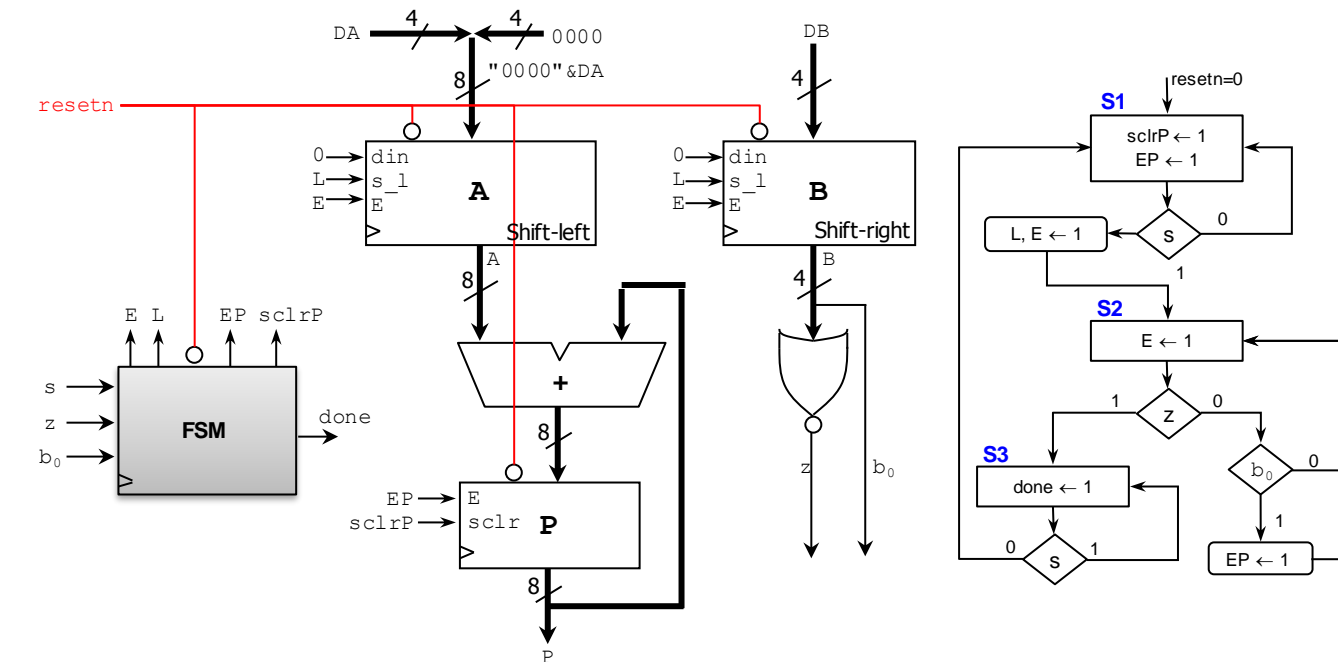 DA
4
4
0000
8
"0000"&DA
DB
4
resetn
0
din
L
s_l
E
E
A
Shift-left
0
din
L
s_l
E
E
B
Shift-right
A
8
B
4
E
L
EP
sclrP
s
z
b₀
FSM
done
+
8
z
b₀
EP
E
sclrP
sclr
P
8
P
resetn=0
S1
sclrP ← 1
EP ← 1
s
0
1
L, E ← 1
S2
E ← 1
z
1
0
S3
done ← 1
s
0
1
b₀
0
1
EP ← 1